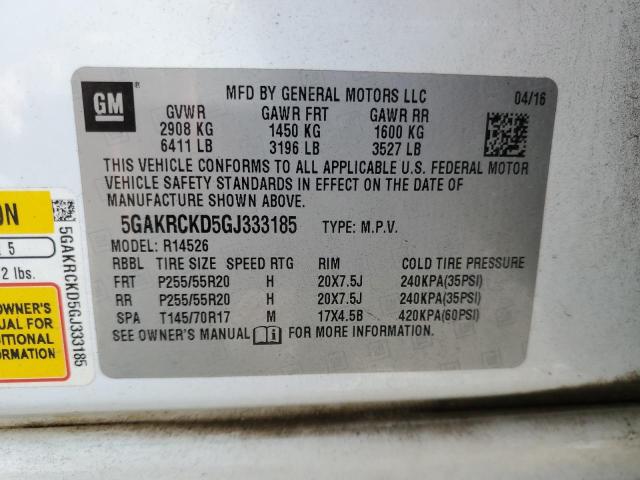 GM
MFD BY GENERAL MOTORS LLC 04/16
GVWR GAWR FRT GAWR RR
2908 KG 1450 KG 1600 KG
6411 LB 3196 LB 3527 LB
THIS VEHICLE CONFORMS TO ALL APPLICABLE U.S. FEDERAL MOTOR
VEHICLE SAFETY STANDARDS IN EFFECT ON THE DATE OF
MANUFACTURE SHOWN ABOVE.
5GAKRCKD5GJ333185 TYPE: M.P.V.
MODEL: R14526
RBBL TIRE SIZE SPEED RTG RIM COLD TIRE PRESSURE
FRT P255/55R20 H 20X7.5J 240KPA(35PSI)
RR P255/55R20 H 20X7.5J 240KPA(35PSI)
SPA T145/70R17 M 17X4.5B 420KPA(60PSI)
SEE OWNER'S MANUAL FOR MORE INFORMATION.
5GAKRCKD5GJ333185
ON
5
2 lbs.
OWNER'S
FOR